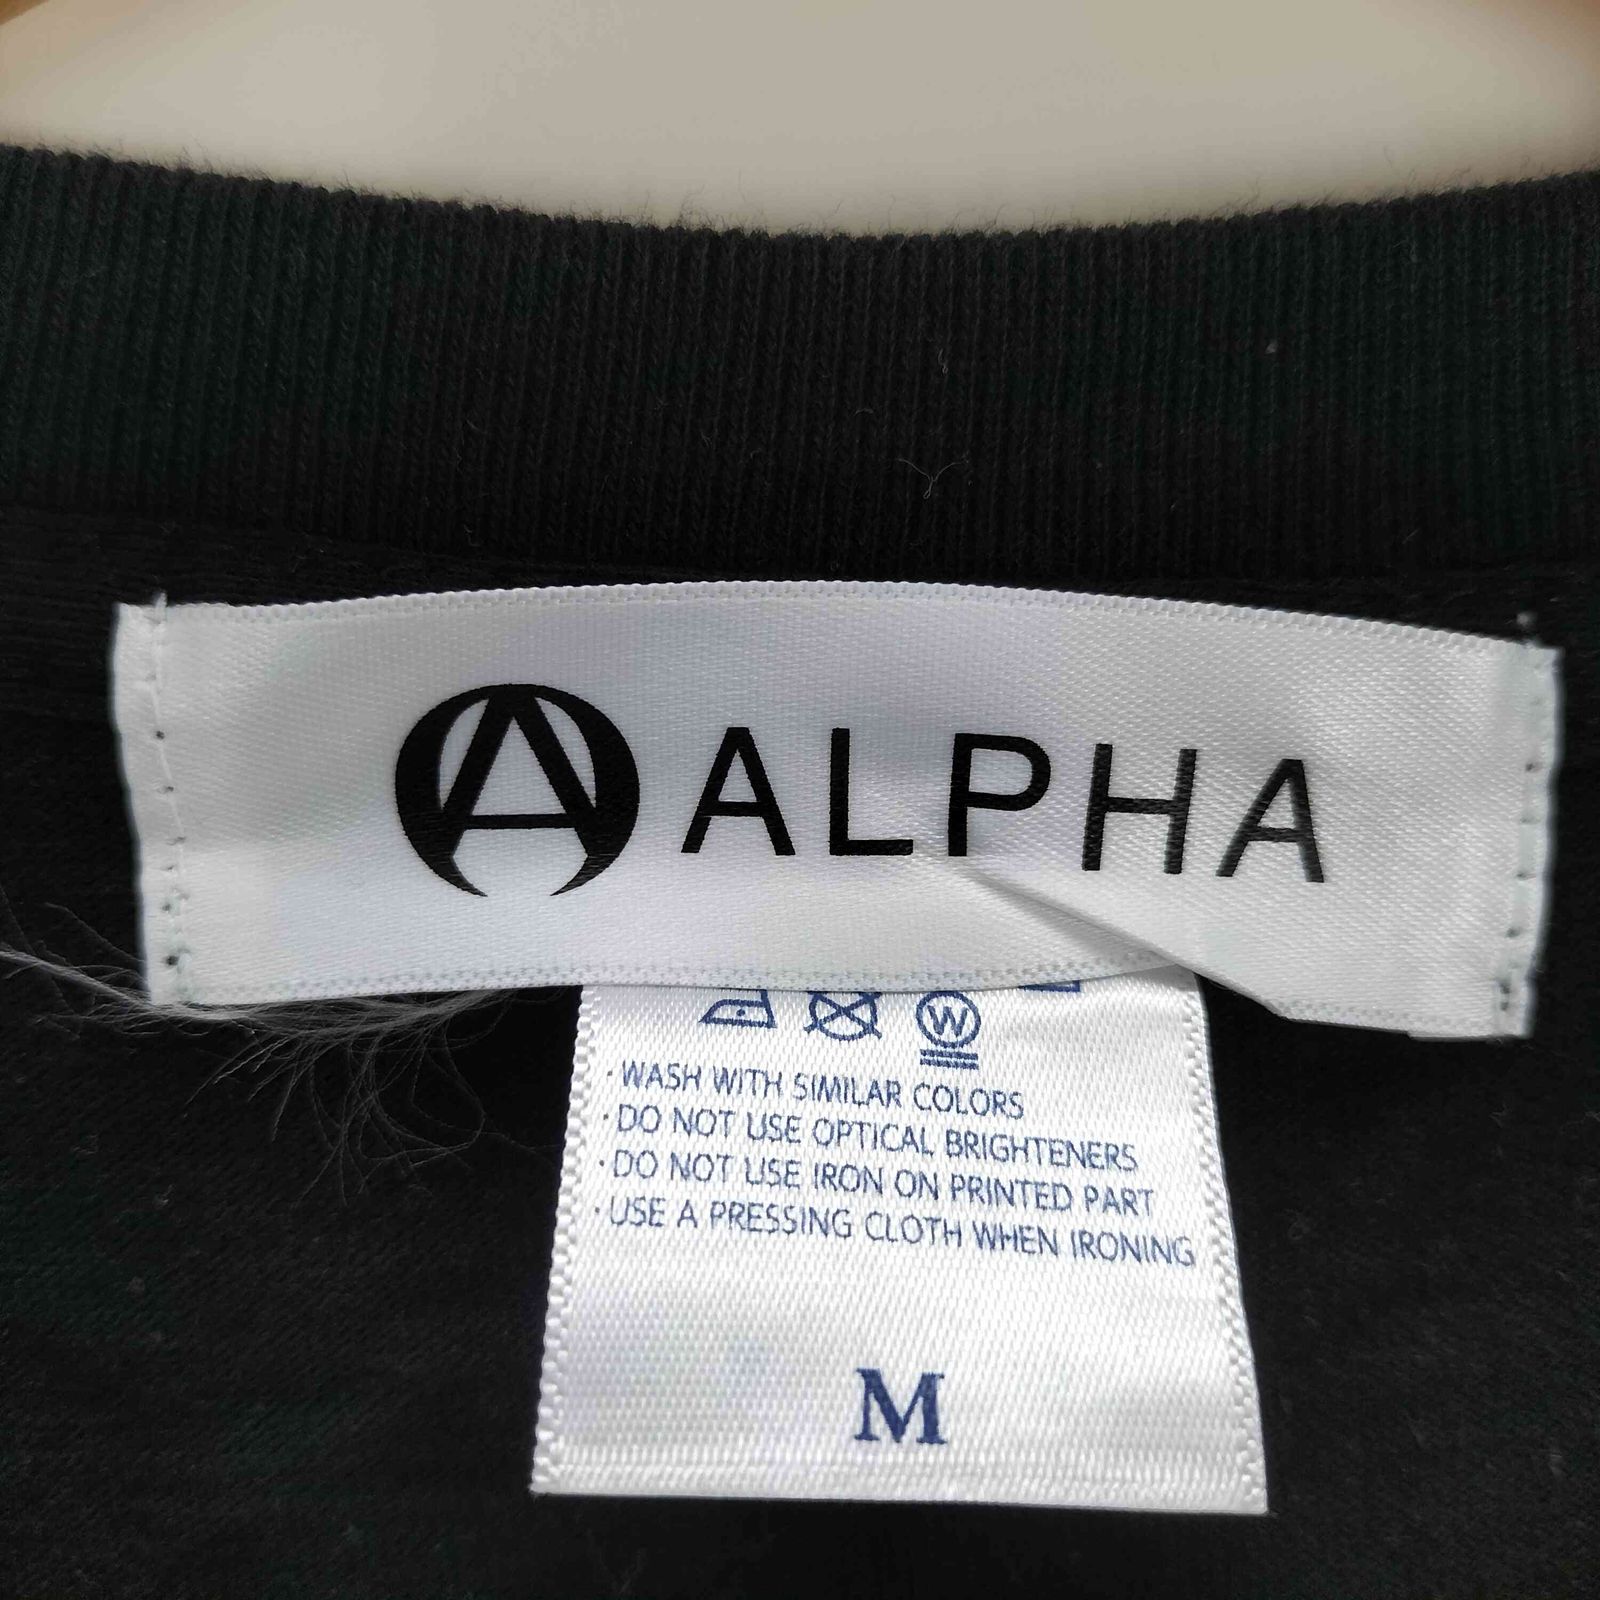 ALPHA
W
· WASH WITH SIMILAR COLORS
· DO NOT USE OPTICAL BRIGHTENERS
· DO NOT USE IRON ON PRINTED PART
· USE A PRESSING CLOTH WHEN IRONING
M